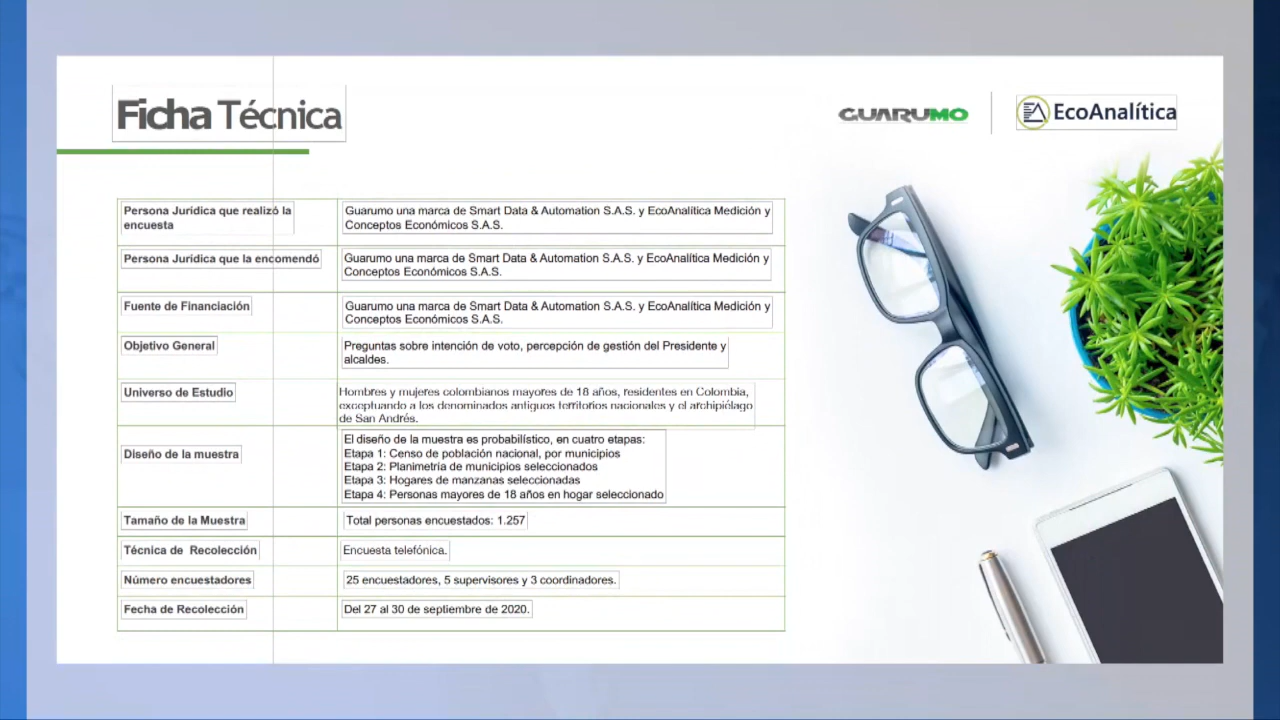 Ficha Técnica
GUARUMO
EcoAnalítica
Persona Jurídica que realizó la
encuesta
Guarumo una marca de Smart Data & Automation S.A.S. y EcoAnalítica Medición y
Conceptos Económicos S.A.S.
Persona Juridica que la encomendó
Guarumo una marca de Smart Data & Automation S.A.S. y EcoAnalítica Medición y
Conceptos Económicos S.A.S.
Fuente de Financiación
Guarumo una marca de Smart Data & Automation S.A.S. y EcoAnalítica Medición y
Conceptos Económicos S.A.S.
Objetivo General
Preguntas sobre intención de voto, percepción de gestión del Presidente y
alcaldes.
Universo de Estudio
Hombres y mujeres colombianos mayores de 18 años, residentes en Colombia,
exceptuando a los denominados antiguos territorios nacionales y el archipiélago
de San Andrés.
Diseño de la muestra
El diseño de la muestra es probabilístico, en cuatro etapas:
Etapa 1: Censo de población nacional, por municipios
Etapa 2: Planimetría de municipios seleccionados
Etapa 3: Hogares de manzanas seleccionadas
Etapa 4: Personas mayores de 18 años en hogar seleccionado
Tamaño de la Muestra
Total personas encuestados: 1.257
Técnica de Recolección
Encuesta telefónica.
Número encuestadores
25 encuestadores, 5 supervisores y 3 coordinadores.
Fecha de Recolección
Del 27 al 30 de septiembre de 2020.